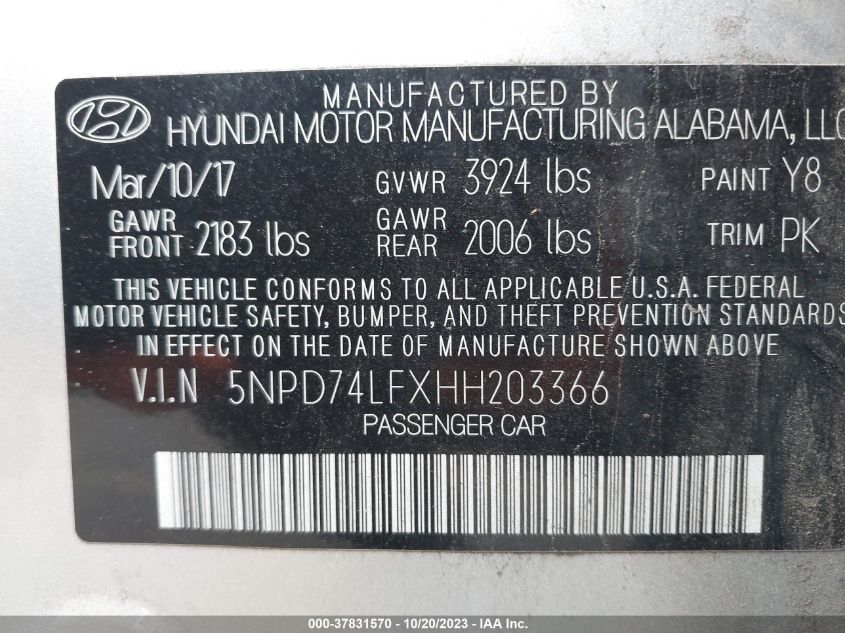 MANUFACTURED BY
HYUNDAI MOTOR MANUFACTURING ALABAMA, LLC
Mar/10/17 GVWR 3924 lbs PAINT Y8
GAWR FRONT 2183 lbs GAWR REAR 2006 lbs TRIM PK
THIS VEHICLE CONFORMS TO ALL APPLICABLE U.S.A. FEDERAL
MOTOR VEHICLE SAFETY, BUMPER, AND THEFT PREVENTION STANDARDS
IN EFFECT ON THE DATE OF MANUFACTURE SHOWN ABOVE
V.I.N 5NPD74LFXHH203366
PASSENGER CAR
000-37831570 - 10/20/2023 - IAAI.com